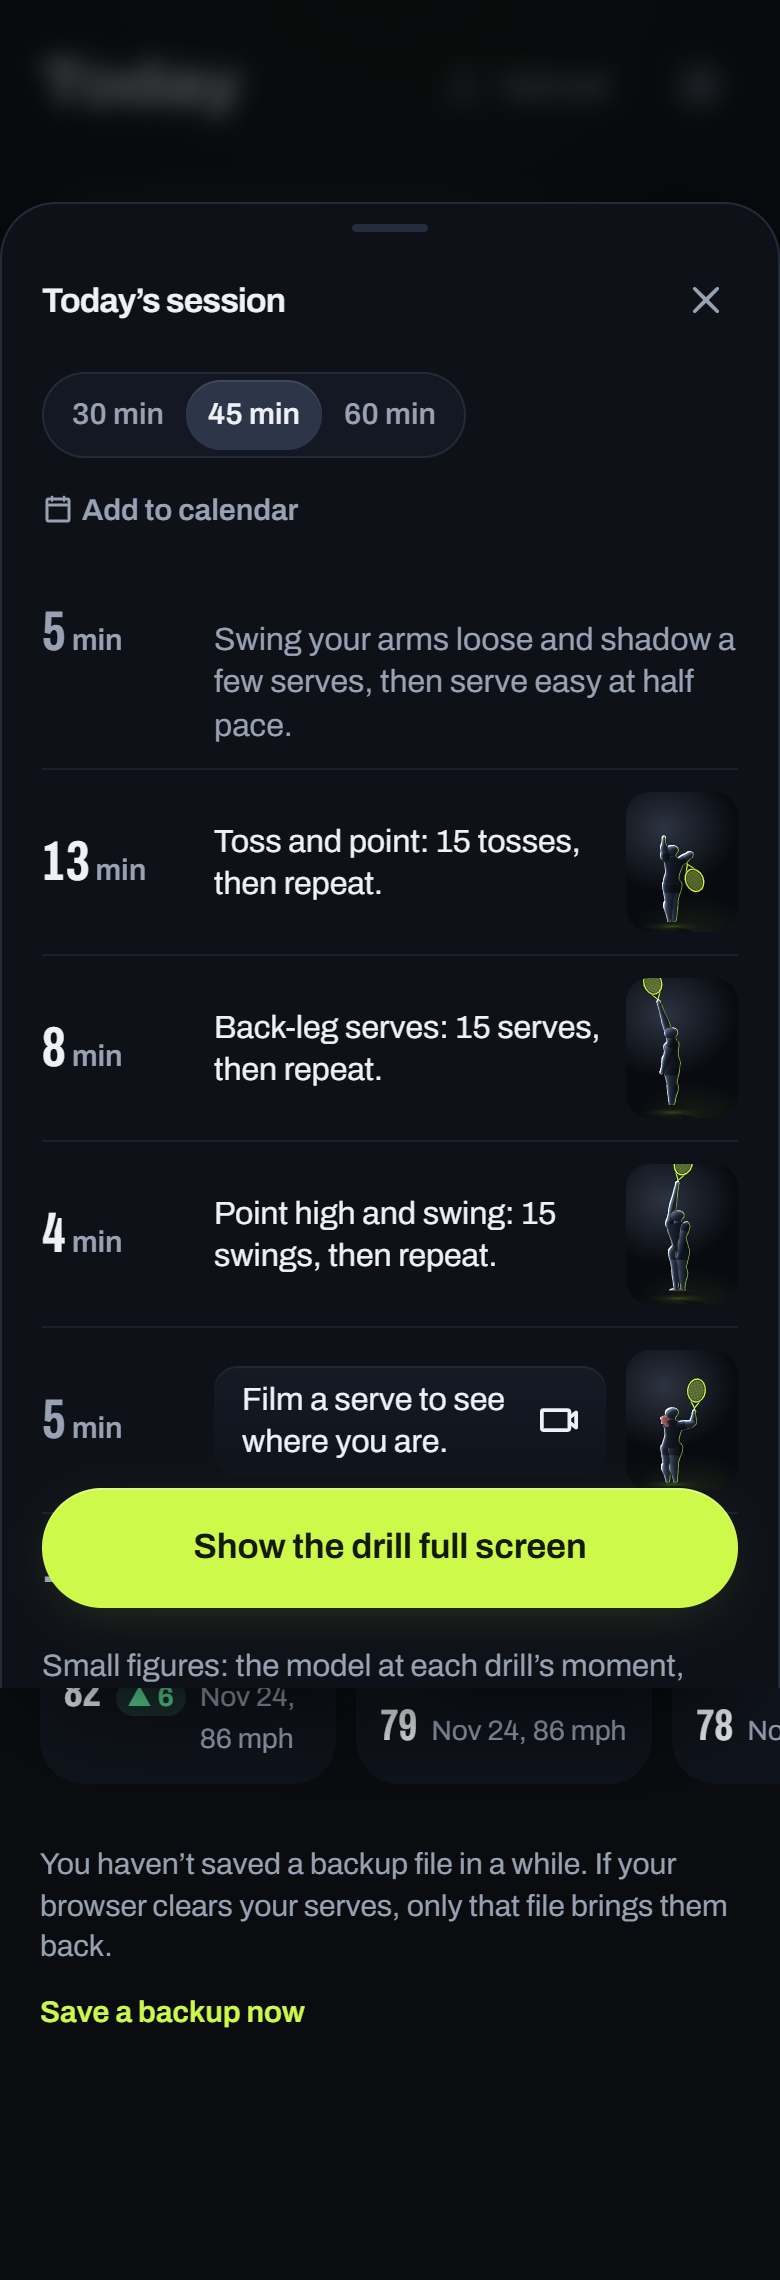 Today
Today’s session
30 min 45 min 60 min
Add to calendar
5 min
Swing your arms loose and shadow a
few serves, then serve easy at half
pace.
13 min
Toss and point: 15 tosses,
then repeat.
8 min
Back-leg serves: 15 serves,
then repeat.
4 min
Point high and swing: 15
swings, then repeat.
5 min
Film a serve to see
where you are.
Show the drill full screen
Small figures: the model at each drill’s moment,
82 ▲ 6 Nov 24,
86 mph
79 Nov 24, 86 mph
78
You haven’t saved a backup file in a while. If your
browser clears your serves, only that file brings them
back.
Save a backup now